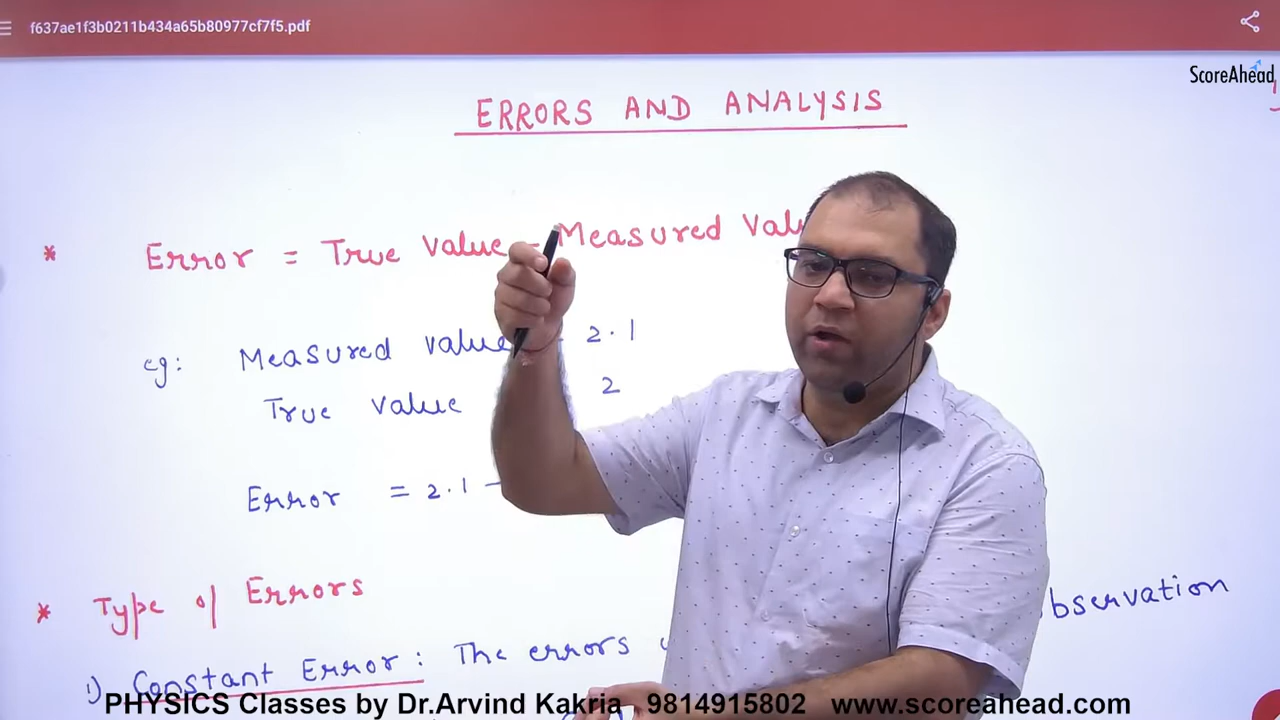 f637ae1f3b0211b434a65b80977cf7f5.pdf
ScoreAhead
ERRORS AND ANALYSIS
* Error = True Value - Measured
eg: Measured value 2.1
True value 2
Error = 2.1 -
* Type of Errors
1) Constant Error: The errors
PHYSICS Classes by Dr.Arvind Kakria 9814915802 www.scoreahead.com